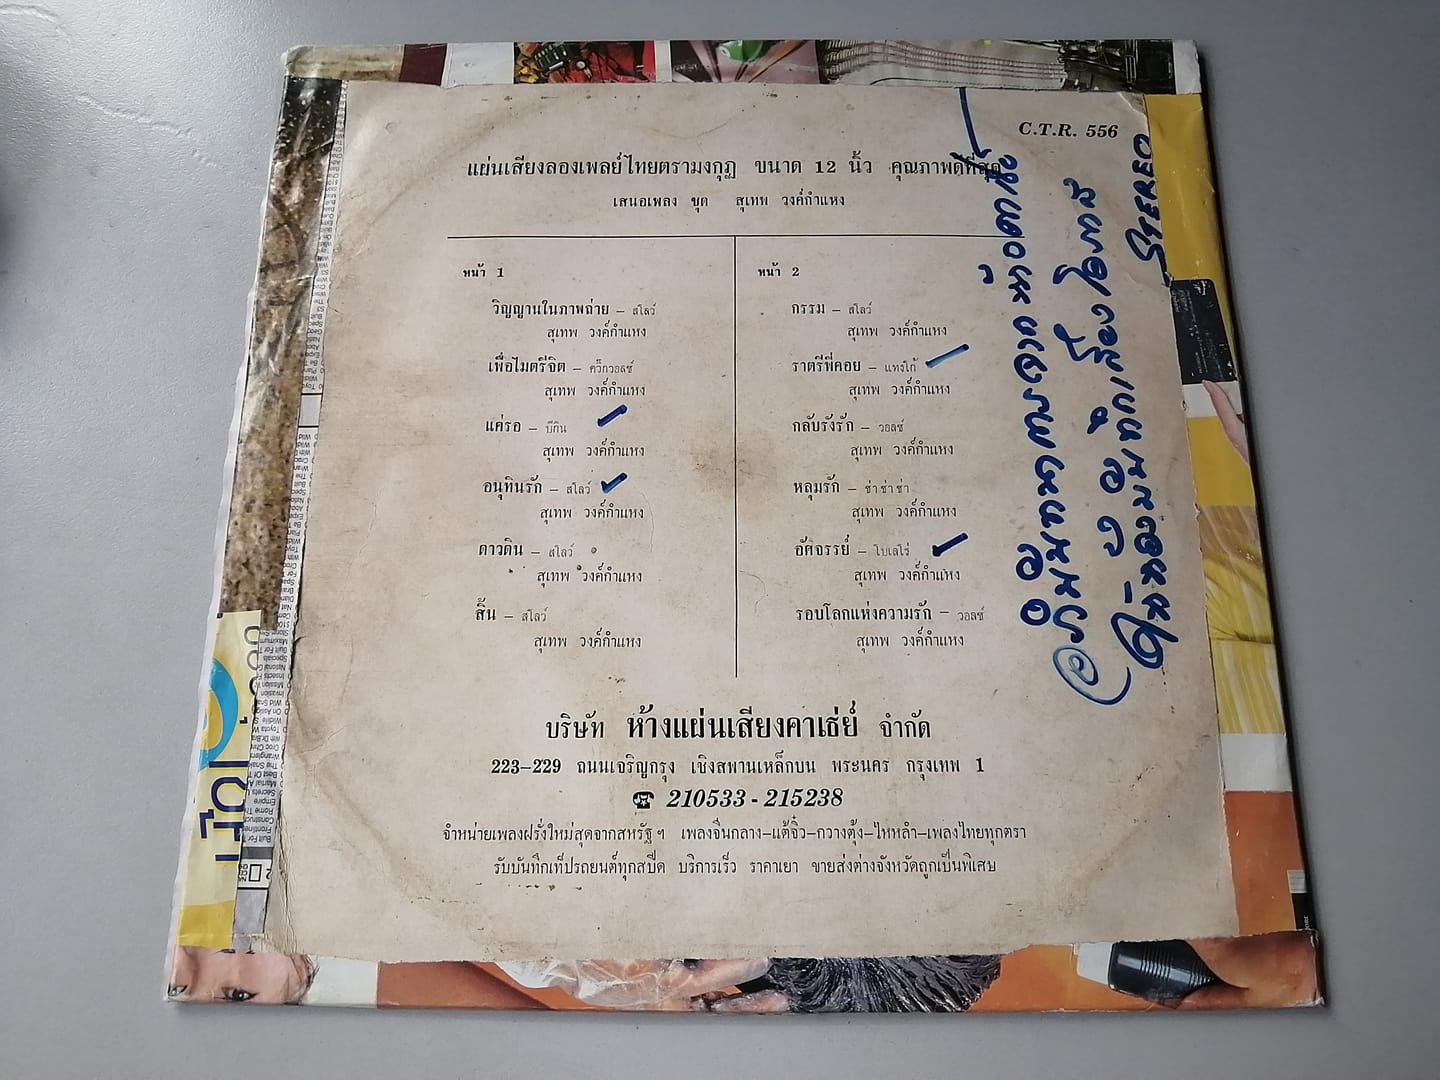 C.T.R. 556
แผ่นเสียงลองเพลย์ไทยตรามงกุฎ ขนาด 12 นิ้ว คุณภาพดีที่สุด
เสนอเพลง ชุด สุเทพ วงค์กำแหง
หน้า 1
วิญญานในภาพถ่าย – สโลว์
สุเทพ วงค์กำแหง
เพื่อไมตรีจิต – ควิ๊กวอลซ์
สุเทพ วงค์กำแหง
แค่รอ – บีกิน
สุเทพ วงค์กำแหง
อนุทินรัก – สโลว์
สุเทพ วงค์กำแหง
ดาวดิน – สโลว์
สุเทพ วงค์กำแหง
สิ้น – สโลว์
สุเทพ วงค์กำแหง
หน้า 2
กรรม – สโลว์
สุเทพ วงค์กำแหง
ราตรีพี่คอย – แทงโก้
สุเทพ วงค์กำแหง
กลับรังรัก – วอลซ์
สุเทพ วงค์กำแหง
หลุมรัก – ช่า ช่า ช่า
สุเทพ วงค์กำแหง
อัศจรรย์ – โบเลโร่
สุเทพ วงค์กำแหง
รอบโลกแห่งความรัก – วอลซ์
สุเทพ วงค์กำแหง
บริษัท ห้างแผ่นเสียงคาเธ่ย์ จำกัด
223–229 ถนนเจริญกรุง เชิงสพานเหล็กบน พระนคร กรุงเทพ 1
☎ 210533 - 215238
จำหน่ายเพลงฝรั่งใหม่สุดจากสหรัฐฯ เพลงจีนกลาง–แต้จิ๋ว–กวางตุ้ง–ไหหลำ–เพลงไทยทุกตรา
รับบันทึกเท็ปรถยนต์ทุกสปีด บริการเร็ว ราคาเยา ขายส่งต่างจังหวัดถูกเป็นพิเศษ
STEREO